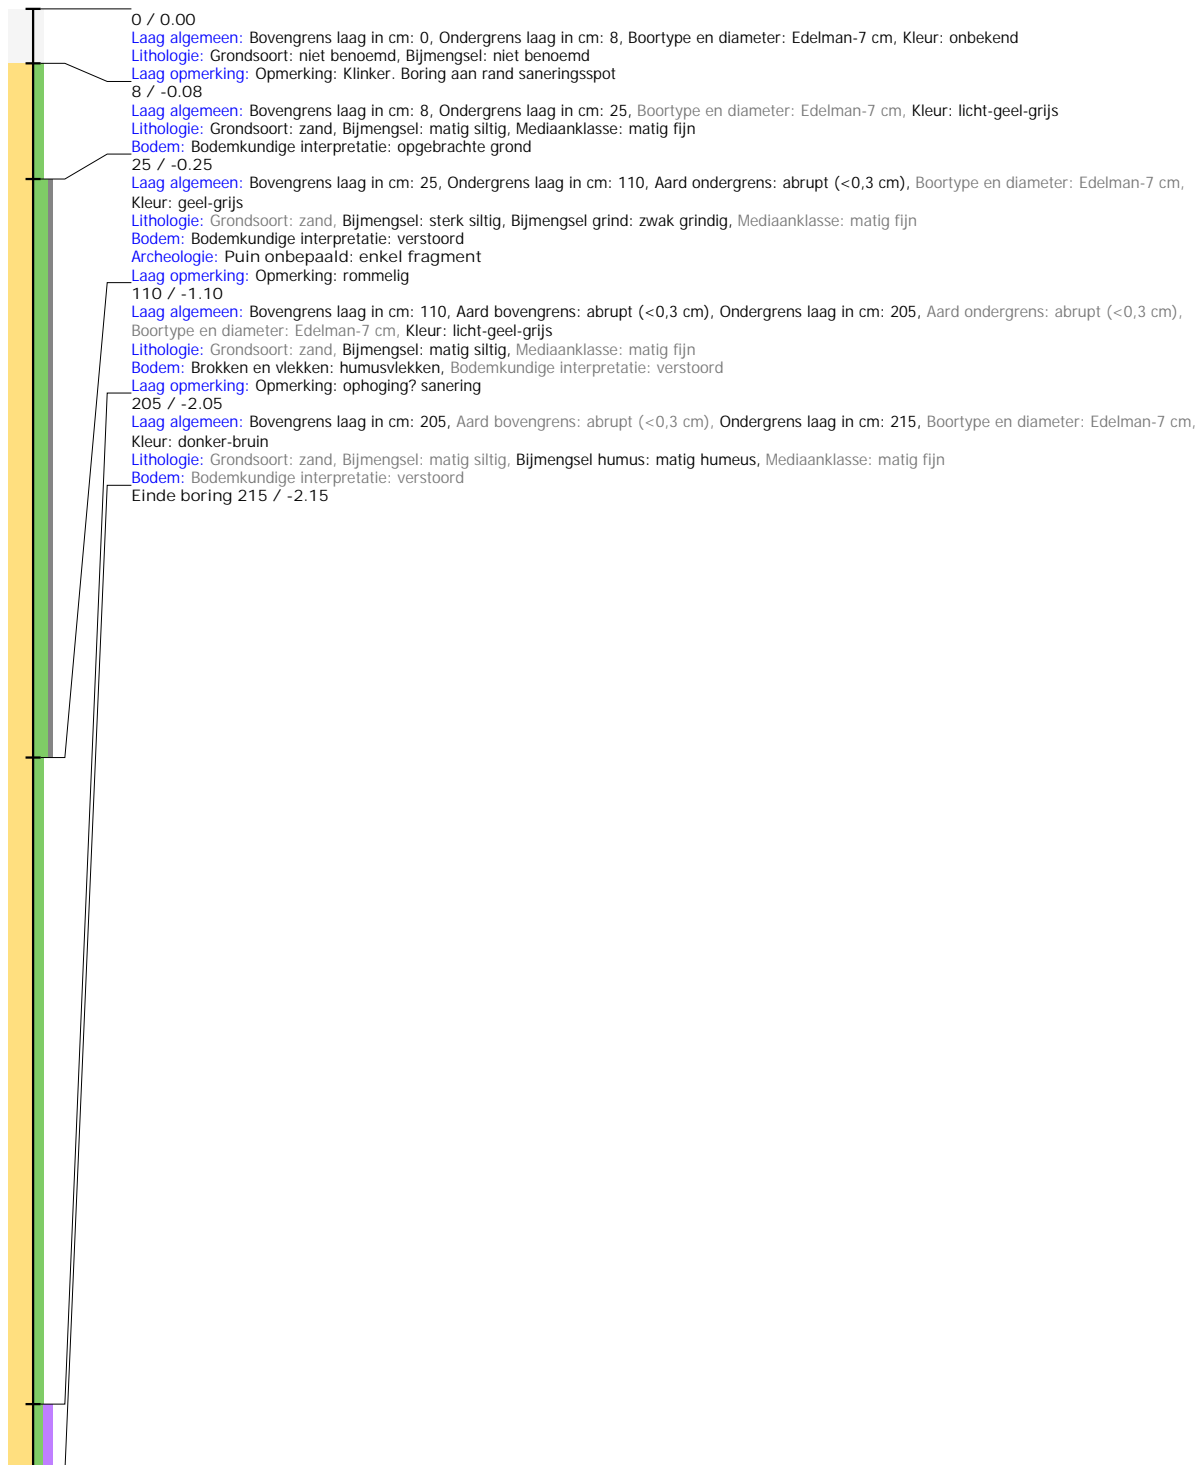 0 / 0.00
Laag algemeen: Bovengrens laag in cm: 0, Ondergrens laag in cm: 8, Boortype en diameter: Edelman-7 cm, Kleur: onbekend
Lithologie: Grondsoort: niet benoemd, Bijmengsel: niet benoemd
Laag opmerking: Opmerking: Klinker. Boring aan rand saneringsspot
8 / -0.08
Laag algemeen: Bovengrens laag in cm: 8, Ondergrens laag in cm: 25, Boortype en diameter: Edelman-7 cm, Kleur: licht-geel-grijs
Lithologie: Grondsoort: zand, Bijmengsel: matig siltig, Mediaanklasse: matig fijn
Bodem: Bodemkundige interpretatie: opgebrachte grond
25 / -0.25
Laag algemeen: Bovengrens laag in cm: 25, Ondergrens laag in cm: 110, Aard ondergrens: abrupt (<0,3 cm), Boortype en diameter: Edelman-7 cm,
Kleur: geel-grijs
Lithologie: Grondsoort: zand, Bijmengsel: sterk siltig, Bijmengsel grind: zwak grindig, Mediaanklasse: matig fijn
Bodem: Bodemkundige interpretatie: verstoord
Archeologie: Puin onbepaald: enkel fragment
Laag opmerking: Opmerking: rommelig
110 / -1.10
Laag algemeen: Bovengrens laag in cm: 110, Aard bovengrens: abrupt (<0,3 cm), Ondergrens laag in cm: 205, Aard ondergrens: abrupt (<0,3 cm),
Boortype en diameter: Edelman-7 cm, Kleur: licht-geel-grijs
Lithologie: Grondsoort: zand, Bijmengsel: matig siltig, Mediaanklasse: matig fijn
Bodem: Brokken en vlekken: humusvlekken, Bodemkundige interpretatie: verstoord
Laag opmerking: Opmerking: ophoging? sanering
205 / -2.05
Laag algemeen: Bovengrens laag in cm: 205, Aard bovengrens: abrupt (<0,3 cm), Ondergrens laag in cm: 215, Boortype en diameter: Edelman-7 cm,
Kleur: donker-bruin
Lithologie: Grondsoort: zand, Bijmengsel: matig siltig, Bijmengsel humus: matig humeus, Mediaanklasse: matig fijn
Bodem: Bodemkundige interpretatie: verstoord
Einde boring 215 / -2.15